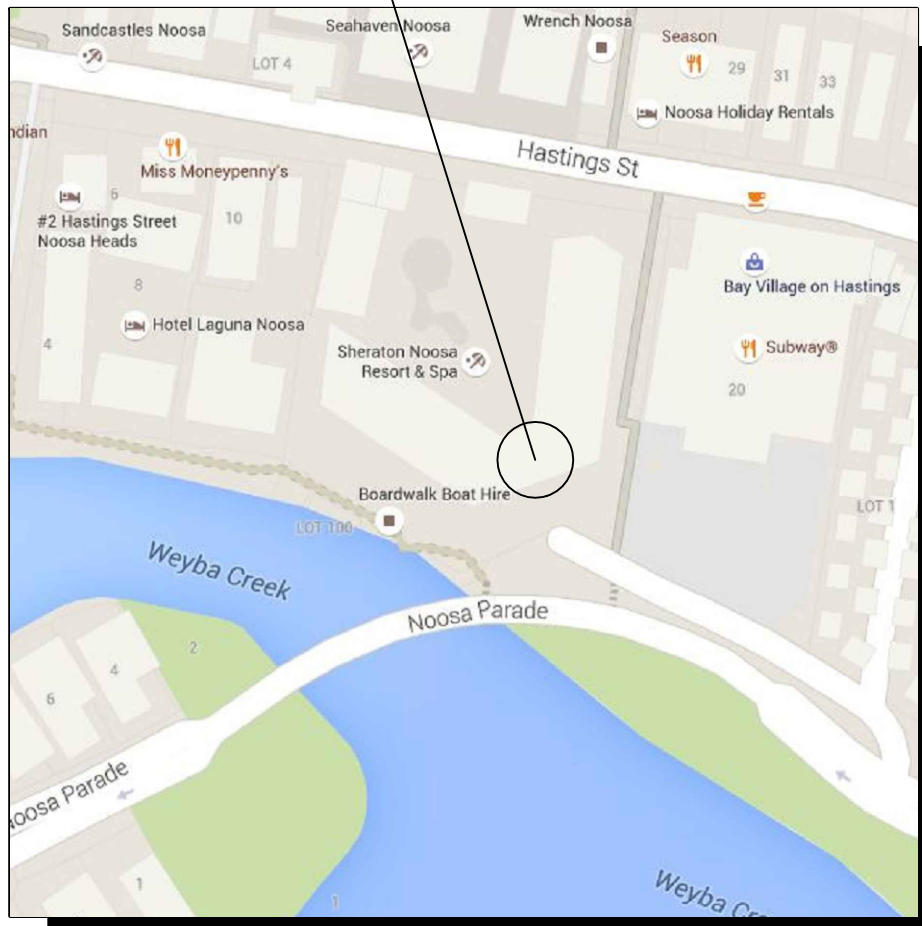 Sandcastles Noosa
Seahaven Noosa
Wrench Noosa
Season
LOT 4
29
31
33
Noosa Holiday Rentals
ndian
Hastings St
Miss Moneypenny's
6
#2 Hastings Street
Noosa Heads
10
8
Bay Village on Hastings
Hotel Laguna Noosa
4
Sheraton Noosa
Resort & Spa
Subway®
20
Boardwalk Boat Hire
LOT 100
LOT 1
Weyba Creek
Noosa Parade
2
4
6
oosa Parade
1
1
Weyba Cre